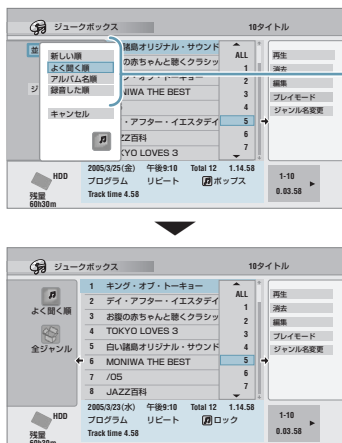 ジュークボックス
10タイトル
並
ジ
新しい順
よく聞く順
アルバム名順
録音した順
キャンセル
諸島オリジナル・サウンド
の赤ちゃんと聴くクラシッ
グ・オブ・トーキョー
NIWA THE BEST
・アフター・イエスタデイ
ZZ百科
KYO LOVES 3
ALL
1
2
3
4
5
6
7
再生
消去
編集
プレイモード
ジャンル名変更
HDD
残量
60h30m
2005/3/25(金) 午後9:10 Total 12 1.14.58
プログラム リピート ポップス
Track time 4.58
1-10
0.03.58
ジュークボックス
10タイトル
よく聞く順
全ジャンル
1 キング・オブ・トーキョー
2 デイ・アフター・イエスタデイ
3 お腹の赤ちゃんと聴くクラシッ
4 TOKYO LOVES 3
5 白い諸島オリジナル・サウンド
6 MONIWA THE BEST
7 /05
8 JAZZ百科
ALL
1
2
3
4
5
6
7
再生
消去
編集
プレイモード
ジャンル名変更
HDD
残量
60h30m
2005/3/23(水) 午後9:10 Total 12 1.14.58
プログラム リピート ロック
Track time 4.58
1-10
0.03.58